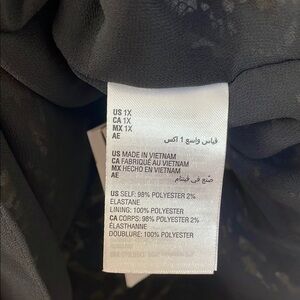 US 1X
CA 1X
MX 1X
AE قياس واسع 1 اكس
US MADE IN VIETNAM
CA FABRIQUÉ AU VIETNAM
MX HECHO EN VIETNAM
AE صنع في فيتنام
US SELF: 98% POLYESTER 2%
ELASTANE
LINING: 100% POLYESTER
CA CORPS: 98% POLYESTER 2%
ÉLASTHANNE
DOUBLURE: 100% POLYESTER